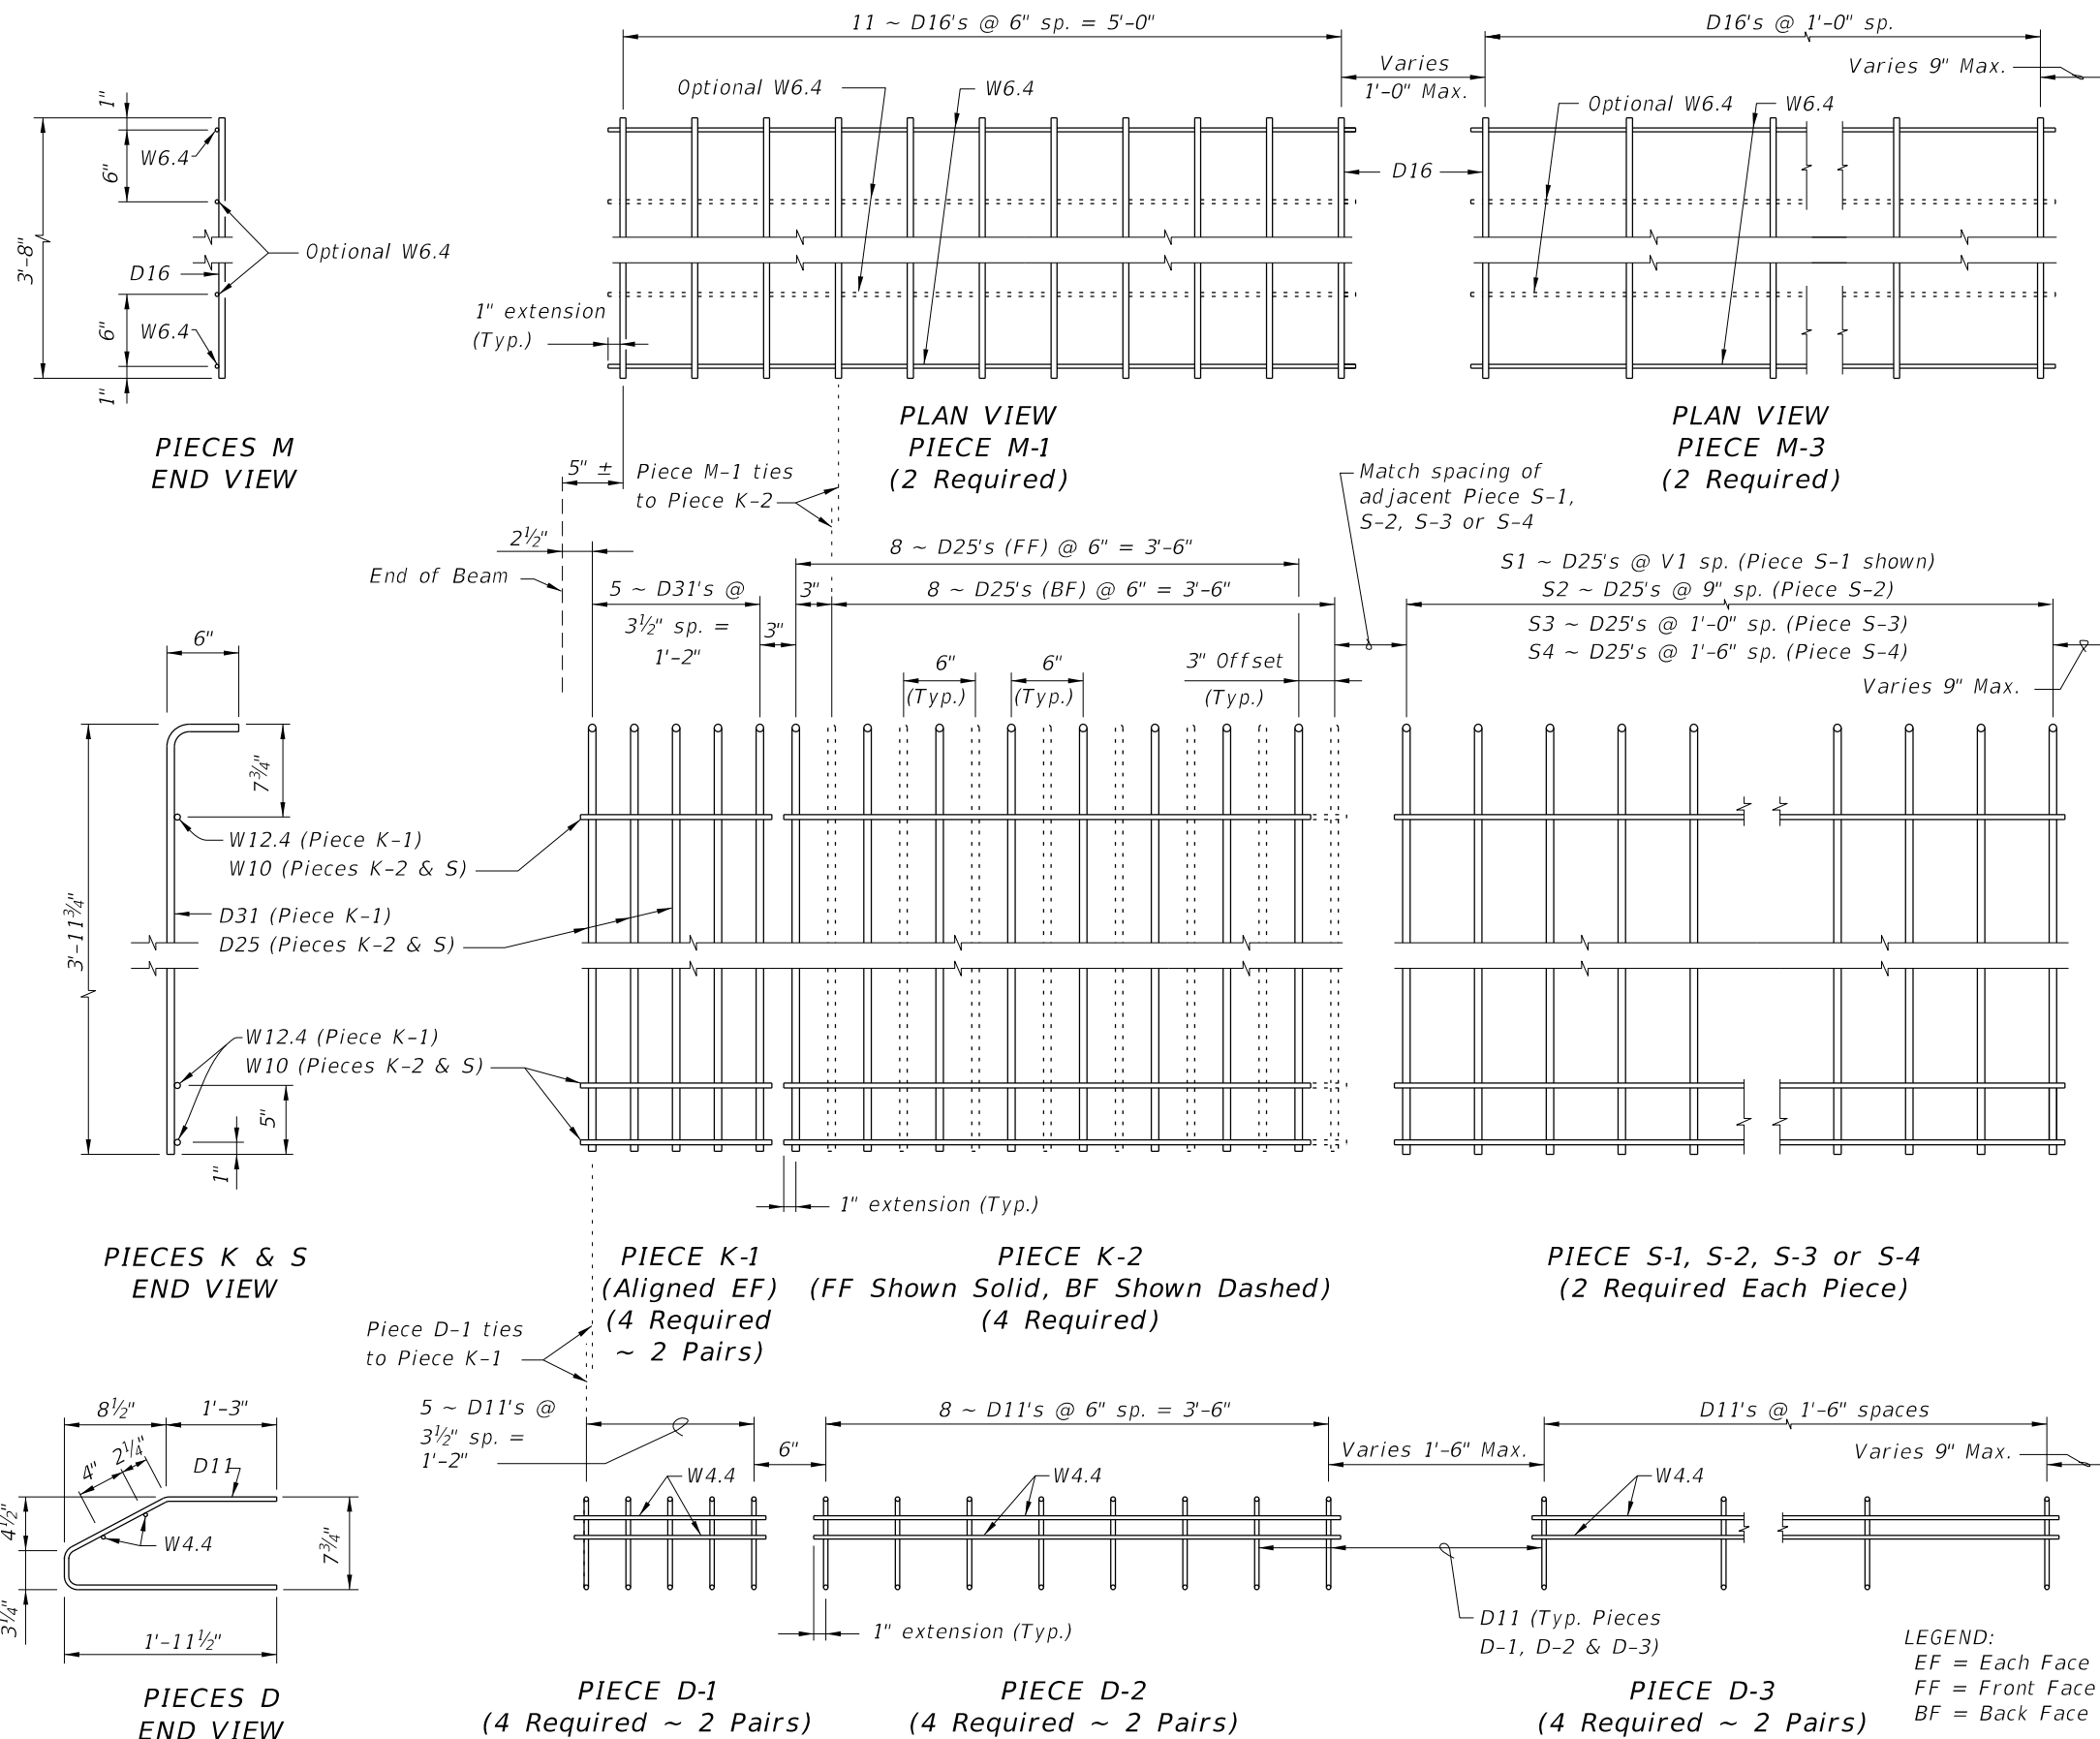 11 ~ D16's @ 6" sp. = 5'-0"
D16's @ 1'-0" sp.
Varies
1'-0" Max.
Varies 9" Max.
Optional W6.4
W6.4
Optional W6.4
W6.4
1"
6"
W6.4
3'-8"
Optional W6.4
D16
6"
W6.4
1"
D16
1" extension
(Typ.)
PIECES M
END VIEW
PLAN VIEW
PIECE M-1
(2 Required)
PLAN VIEW
PIECE M-3
(2 Required)
5" ±
Piece M-1 ties
to Piece K-2
Match spacing of
adjacent Piece S-1,
S-2, S-3 or S-4
2½"
End of Beam
8 ~ D25's (FF) @ 6" = 3'-6"
5 ~ D31's @
3½" sp. =
1'-2"
3"
8 ~ D25's (BF) @ 6" = 3'-6"
3"
6"
(Typ.)
6"
(Typ.)
3" Offset
(Typ.)
S1 ~ D25's @ V1 sp. (Piece S-1 shown)
S2 ~ D25's @ 9" sp. (Piece S-2)
S3 ~ D25's @ 1'-0" sp. (Piece S-3)
S4 ~ D25's @ 1'-6" sp. (Piece S-4)
Varies 9" Max.
6"
7¾"
W12.4 (Piece K-1)
W10 (Pieces K-2 & S)
3'-11¾"
D31 (Piece K-1)
D25 (Pieces K-2 & S)
W12.4 (Piece K-1)
W10 (Pieces K-2 & S)
5"
1"
1" extension (Typ.)
PIECES K & S
END VIEW
PIECE K-1
(Aligned EF)
(4 Required
~ 2 Pairs)
PIECE K-2
(FF Shown Solid, BF Shown Dashed)
(4 Required)
PIECE S-1, S-2, S-3 or S-4
(2 Required Each Piece)
Piece D-1 ties
to Piece K-1
8½"
1'-3"
4"
2¼"
D11
4½"
W4.4
7¾"
3¼"
1'-11½"
5 ~ D11's @
3½" sp. =
1'-2"
6"
8 ~ D11's @ 6" sp. = 3'-6"
Varies 1'-6" Max.
D11's @ 1'-6" spaces
Varies 9" Max.
W4.4
W4.4
W4.4
1" extension (Typ.)
D11 (Typ. Pieces
D-1, D-2 & D-3)
LEGEND:
EF = Each Face
FF = Front Face
BF = Back Face
PIECES D
END VIEW
PIECE D-1
(4 Required ~ 2 Pairs)
PIECE D-2
(4 Required ~ 2 Pairs)
PIECE D-3
(4 Required ~ 2 Pairs)